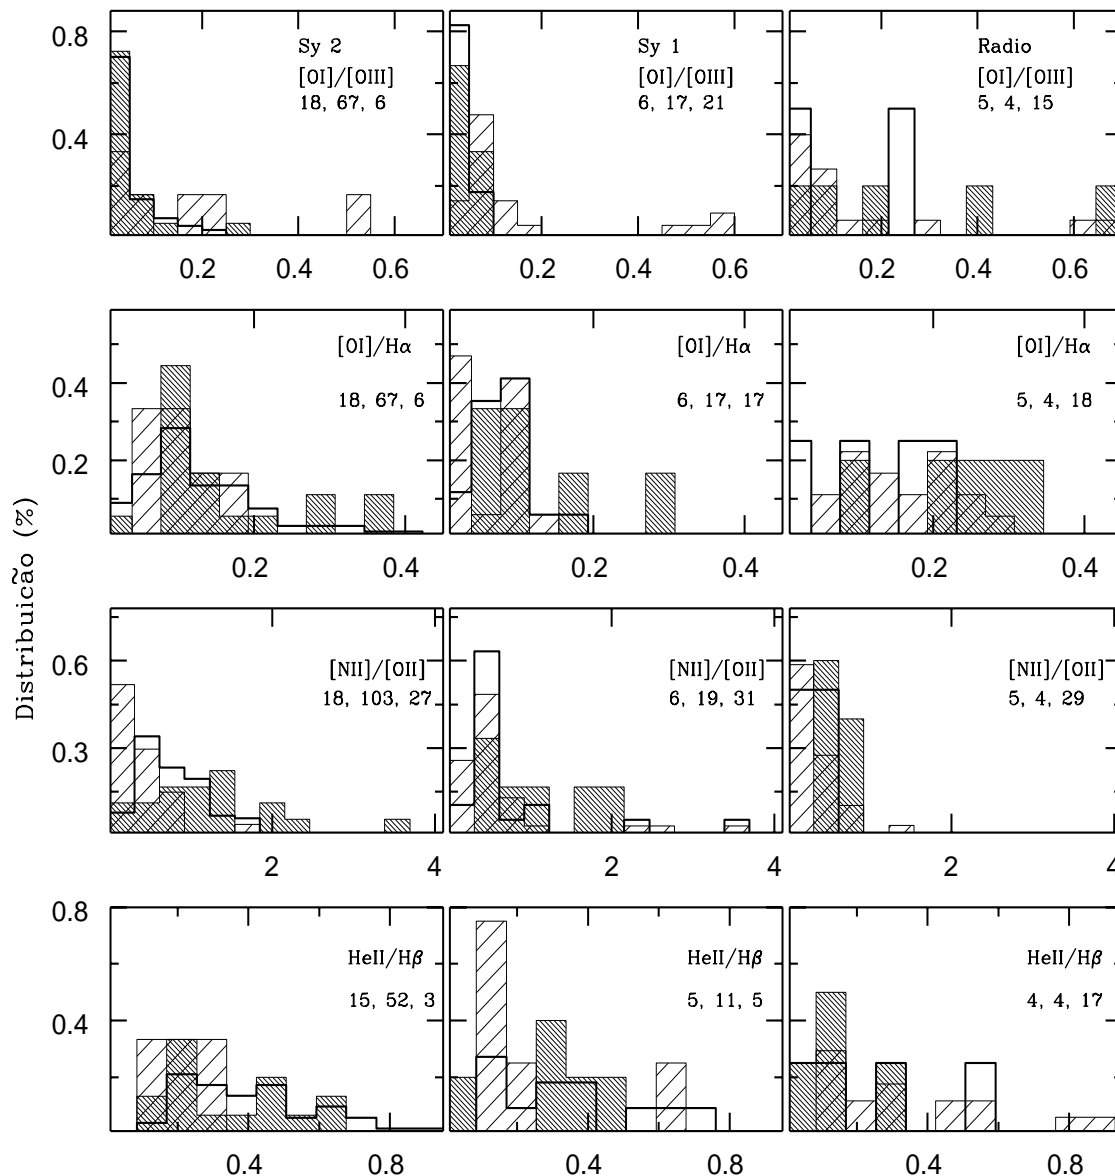 Sy 2
[OI]/[OIII]
18, 67, 6
Sy 1
[OI]/[OIII]
6, 17, 21
Radio
[OI]/[OIII]
5, 4, 15
0.8
0.4
0.2 0.4 0.6
0.2 0.4 0.6
0.2 0.4 0.6
[OI]/Hα
18, 67, 6
[OI]/Hα
6, 17, 17
[OI]/Hα
5, 4, 18
0.4
0.2
0.2 0.4
0.2 0.4
0.2 0.4
Distribuicão (%)
[NII]/[OII]
18, 103, 27
[NII]/[OII]
6, 19, 31
[NII]/[OII]
5, 4, 29
0.6
0.3
2 4
2 4
2 4
HeII/Hβ
15, 52, 3
HeII/Hβ
5, 11, 5
HeII/Hβ
4, 4, 17
0.8
0.4
0.4 0.8
0.4 0.8
0.4 0.8